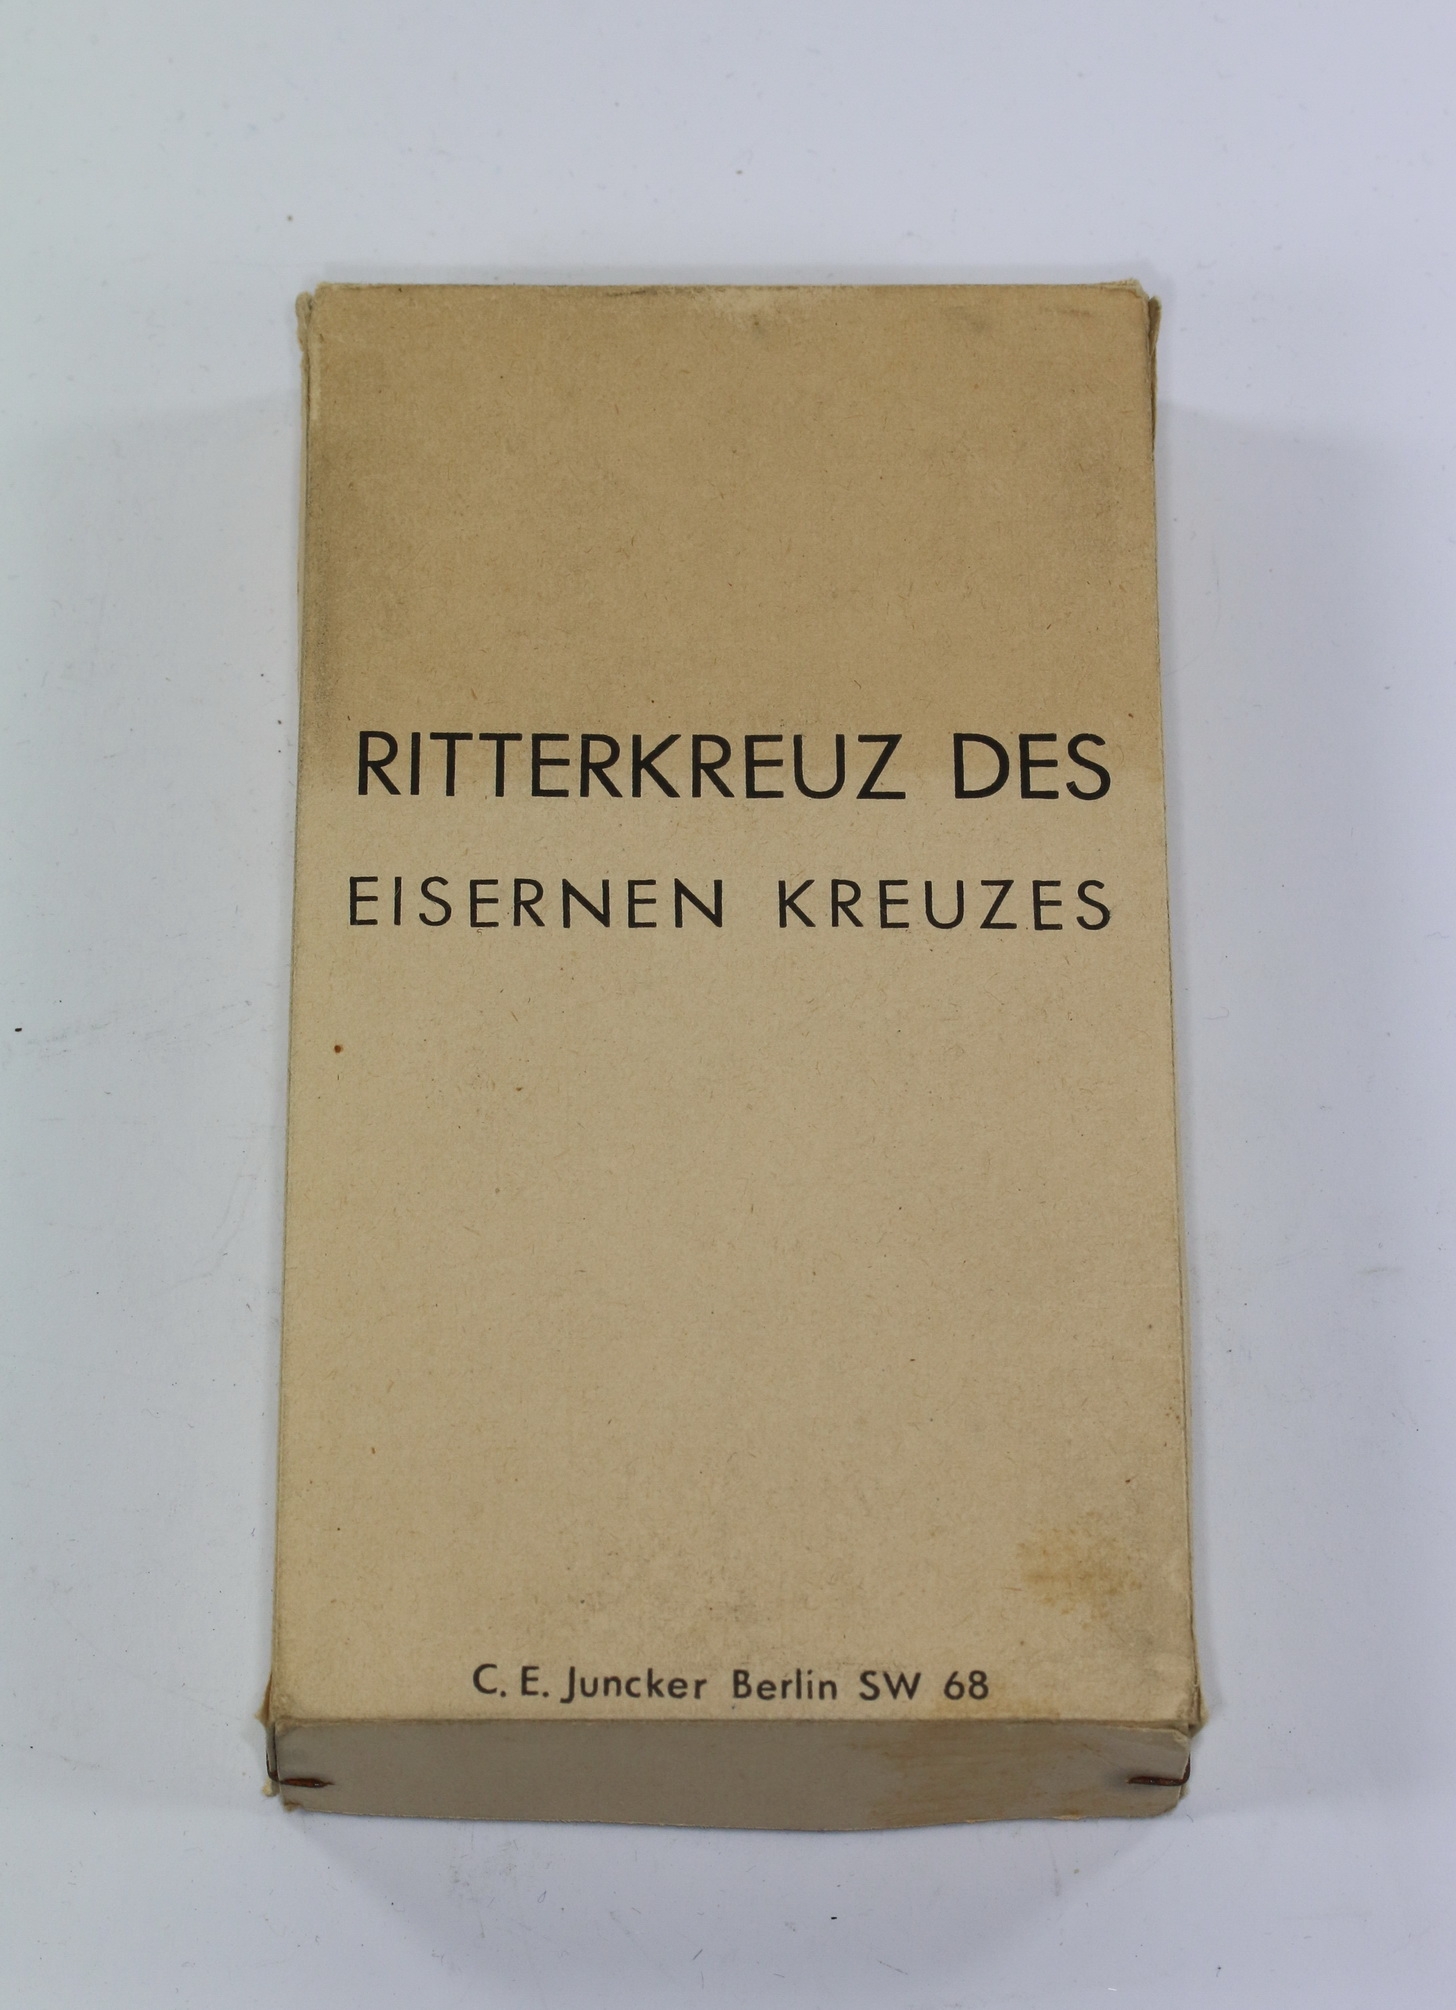 RITTERKREUZ DES
EISERNEN KREUZES
C. E. Juncker Berlin SW 68